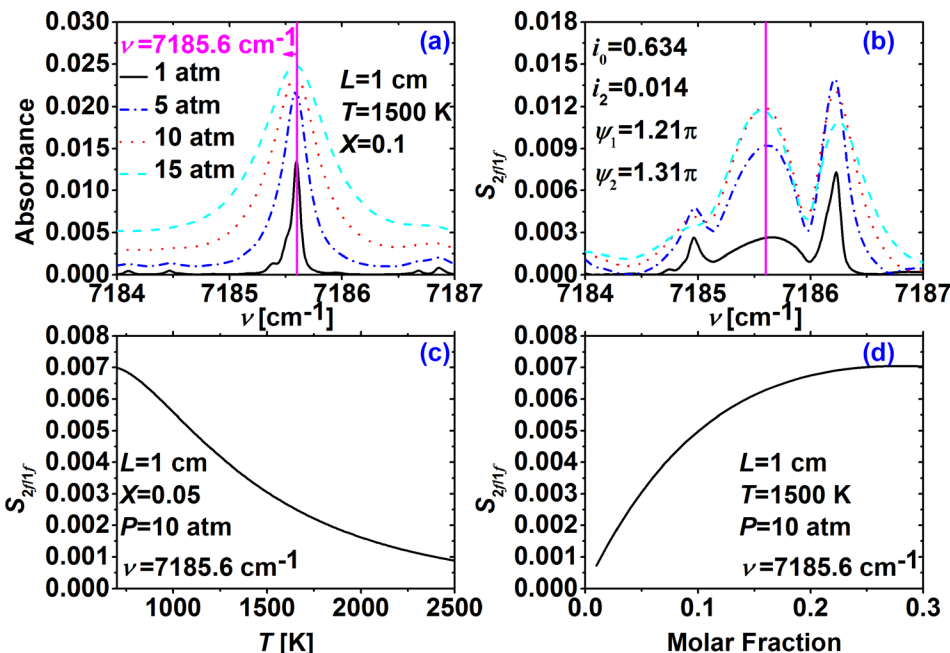 0.030
0.025
0.020
0.015
0.010
0.005
0.000
Absorbance
ν=7185.6 cm-1
(a)
1 atm
5 atm
10 atm
15 atm
L=1 cm
T=1500 K
X=0.1
7184 7185 7186 7187
ν [cm-1]
0.018
0.015
0.012
0.009
0.006
0.003
0.000
S2f/1f
(b)
i0=0.634
i2=0.014
ψ1=1.21π
ψ2=1.31π
7184 7185 7186 7187
ν [cm-1]
0.008
0.007
0.006
0.005
0.004
0.003
0.002
0.001
0.000
S2f/1f
(c)
L=1 cm
X=0.05
P=10 atm
ν=7185.6 cm-1
1000 1500 2000 2500
T [K]
0.008
0.007
0.006
0.005
0.004
0.003
0.002
0.001
0.000
S2f/1f
(d)
L=1 cm
T=1500 K
P=10 atm
ν=7185.6 cm-1
0.0 0.1 0.2 0.3
Molar Fraction